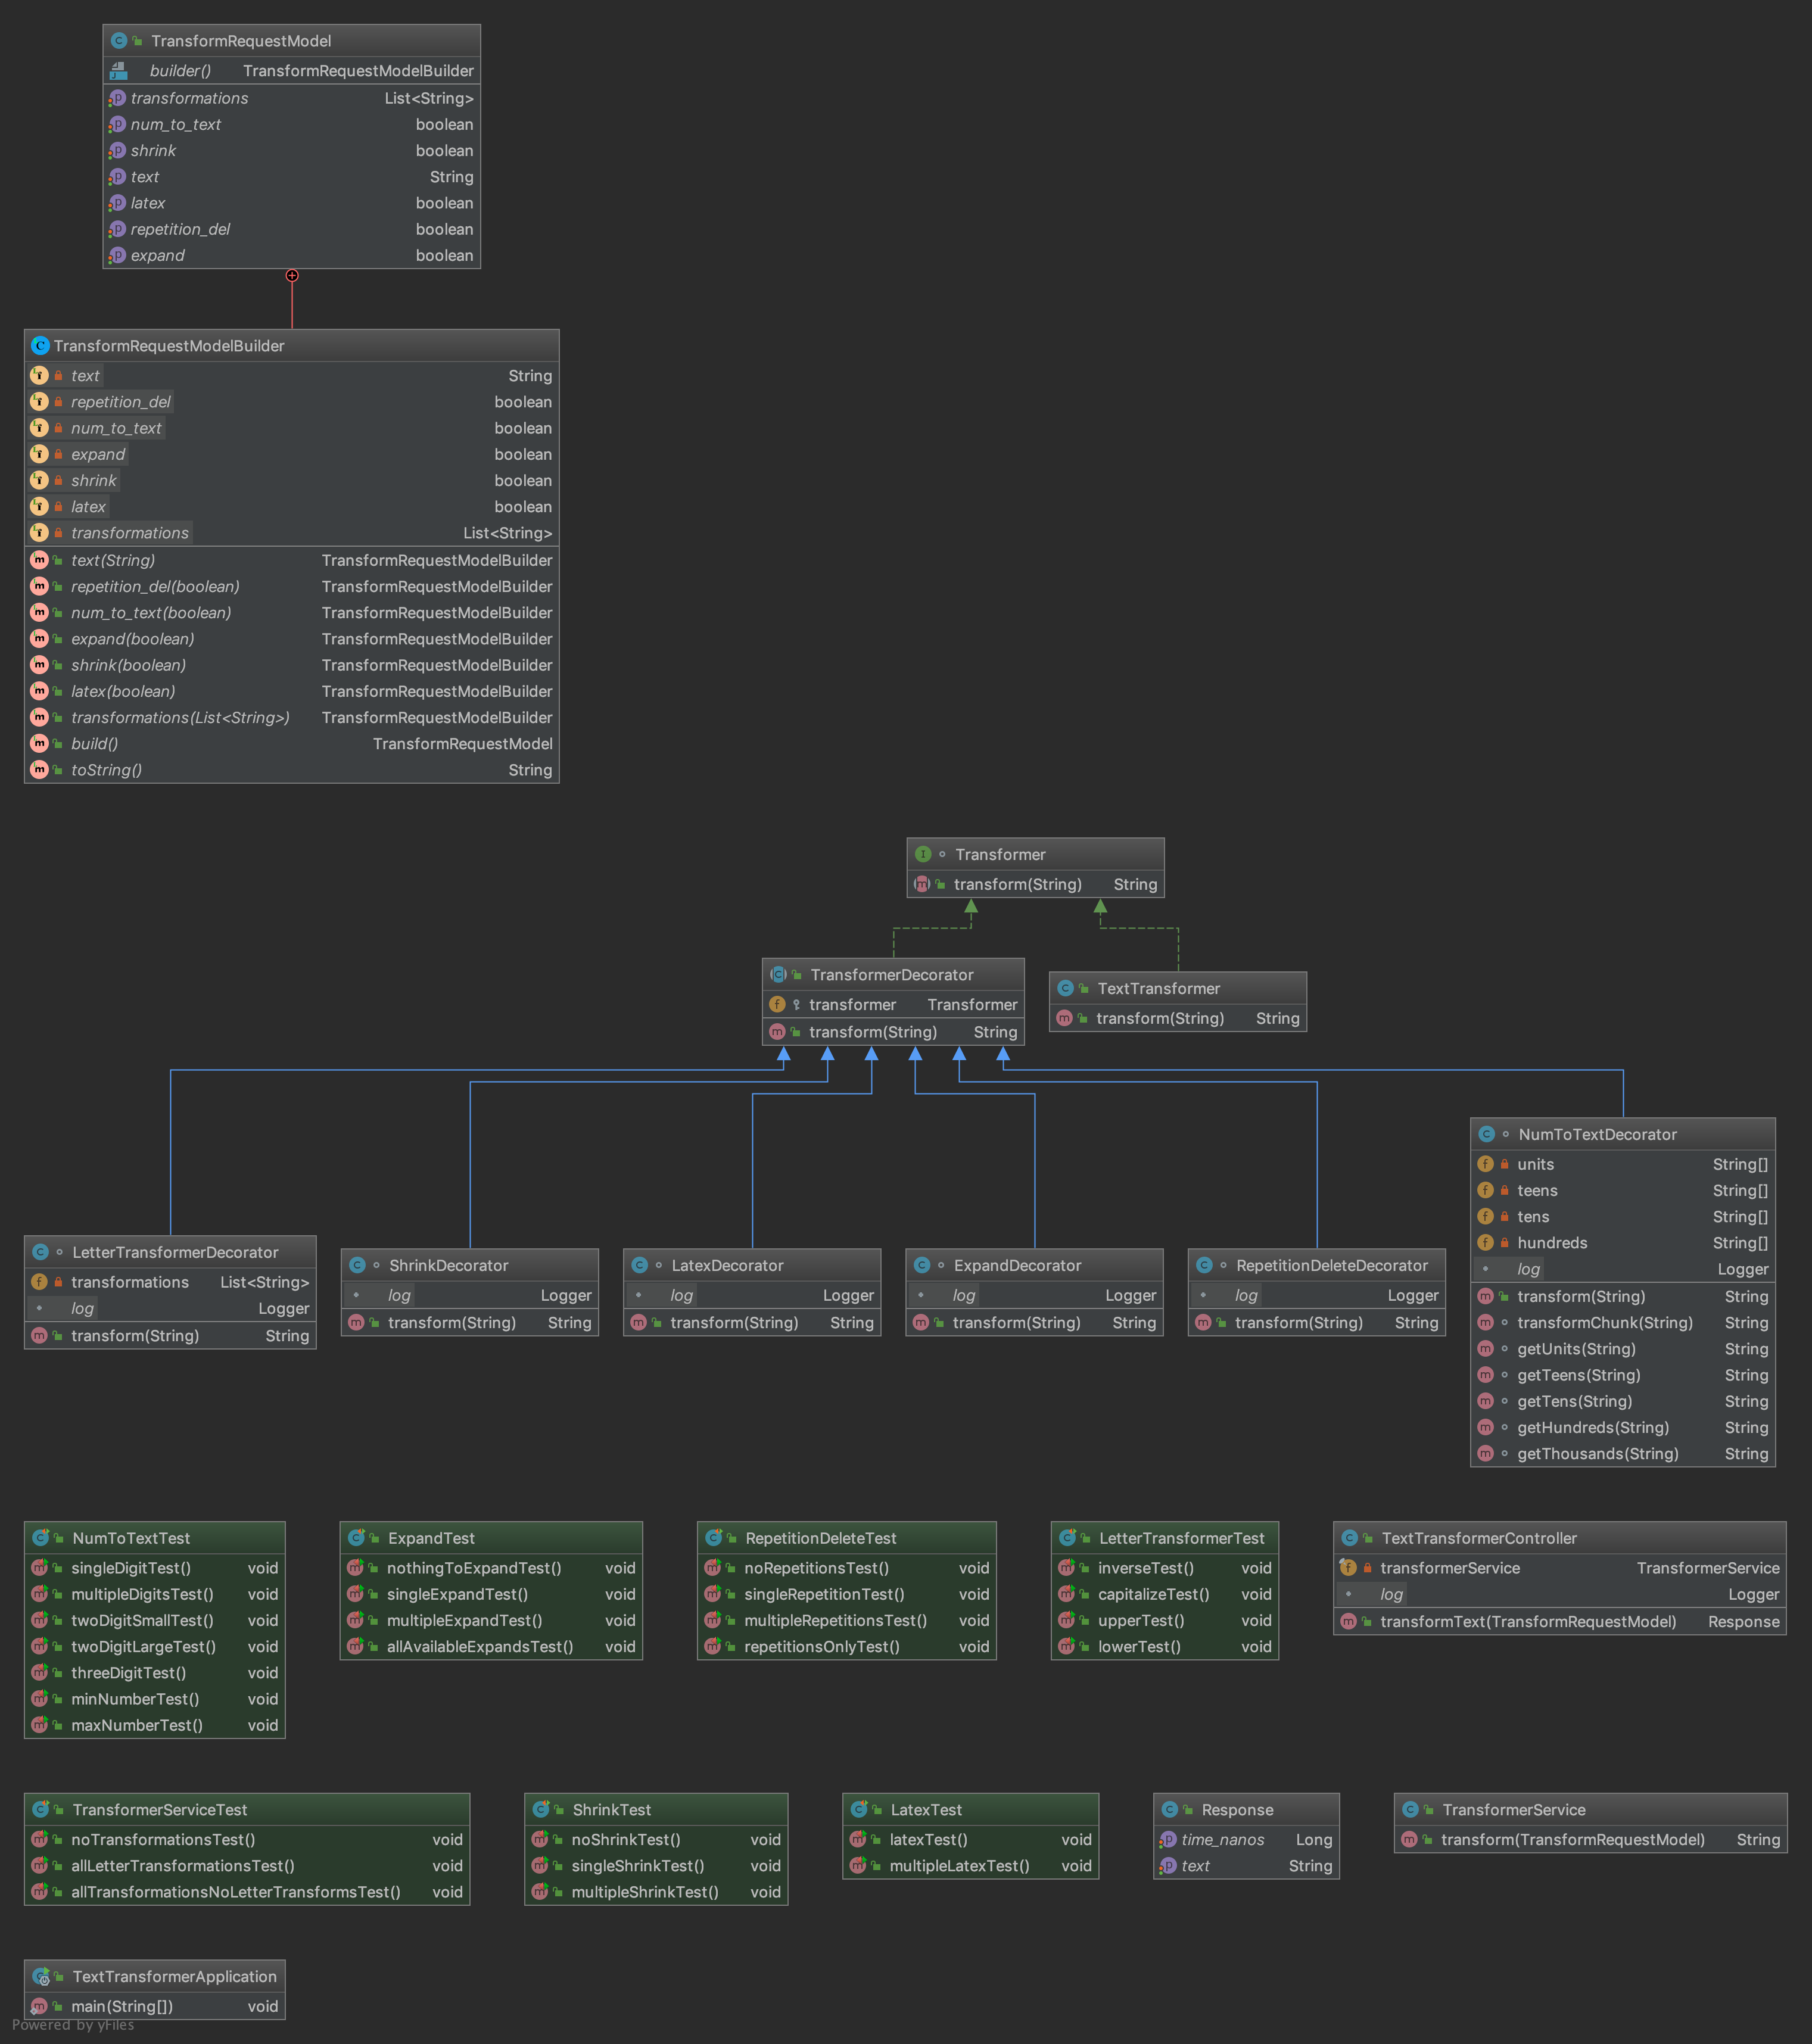 TransformRequestModel
builder() TransformRequestModelBuilder
transformations List<String>
num_to_text boolean
shrink boolean
text String
latex boolean
repetition_del boolean
expand boolean
TransformRequestModelBuilder
text String
repetition_del boolean
num_to_text boolean
expand boolean
shrink boolean
latex boolean
transformations List<String>
text(String) TransformRequestModelBuilder
repetition_del(boolean) TransformRequestModelBuilder
num_to_text(boolean) TransformRequestModelBuilder
expand(boolean) TransformRequestModelBuilder
shrink(boolean) TransformRequestModelBuilder
latex(boolean) TransformRequestModelBuilder
transformations(List<String>) TransformRequestModelBuilder
build() TransformRequestModel
toString() String
Transformer
transform(String) String
TransformerDecorator
transformer Transformer
transform(String) String
TextTransformer
transform(String) String
LetterTransformerDecorator
transformations List<String>
log Logger
transform(String) String
ShrinkDecorator
log Logger
transform(String) String
LatexDecorator
log Logger
transform(String) String
ExpandDecorator
log Logger
transform(String) String
RepetitionDeleteDecorator
log Logger
transform(String) String
NumToTextDecorator
units String[]
teens String[]
tens String[]
hundreds String[]
log Logger
transform(String) String
transformChunk(String) String
getUnits(String) String
getTeens(String) String
getTens(String) String
getHundreds(String) String
getThousands(String) String
NumToTextTest
singleDigitTest() void
multipleDigitsTest() void
twoDigitSmallTest() void
twoDigitLargeTest() void
threeDigitTest() void
minNumberTest() void
maxNumberTest() void
ExpandTest
nothingToExpandTest() void
singleExpandTest() void
multipleExpandTest() void
allAvailableExpandsTest() void
RepetitionDeleteTest
noRepetitionsTest() void
singleRepetitionTest() void
multipleRepetitionsTest() void
repetitionsOnlyTest() void
LetterTransformerTest
inverseTest() void
capitalizeTest() void
upperTest() void
lowerTest() void
TextTransformerController
transformerService TransformerService
log Logger
transformText(TransformRequestModel) Response
TransformerServiceTest
noTransformationsTest() void
allLetterTransformationsTest() void
allTransformationsNoLetterTransformsTest() void
ShrinkTest
noShrinkTest() void
singleShrinkTest() void
multipleShrinkTest() void
LatexTest
latexTest() void
multipleLatexTest() void
Response
time_nanos Long
text String
TransformerService
transform(TransformRequestModel) String
TextTransformerApplication
main(String[]) void
Powered by yFiles